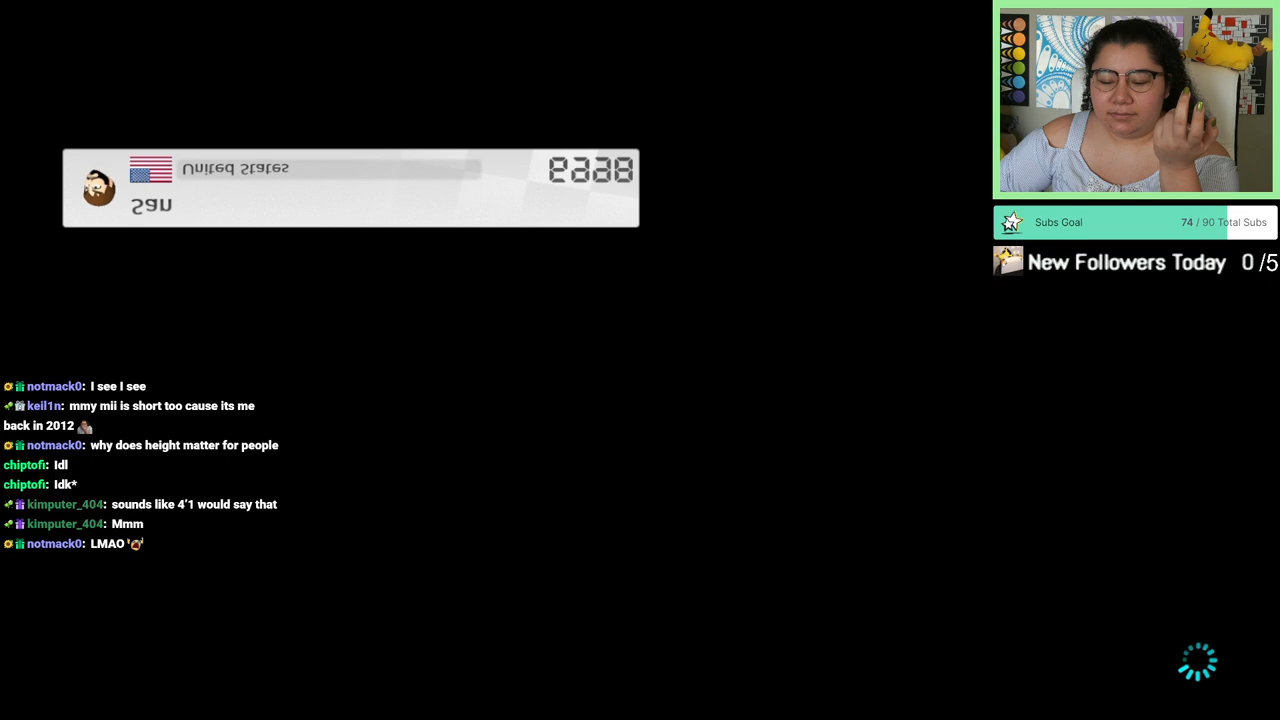 United States
San
Subs Goal 74 / 90 Total Subs
New Followers Today 0 /5
notmack0: I see I see
keil1n: mmy mii is short too cause its me
back in 2012
notmack0: why does height matter for people
chiptofi: Idl
chiptofi: Idk*
kimputer_404: sounds like 4'1 would say that
kimputer_404: Mmm
notmack0: LMAO